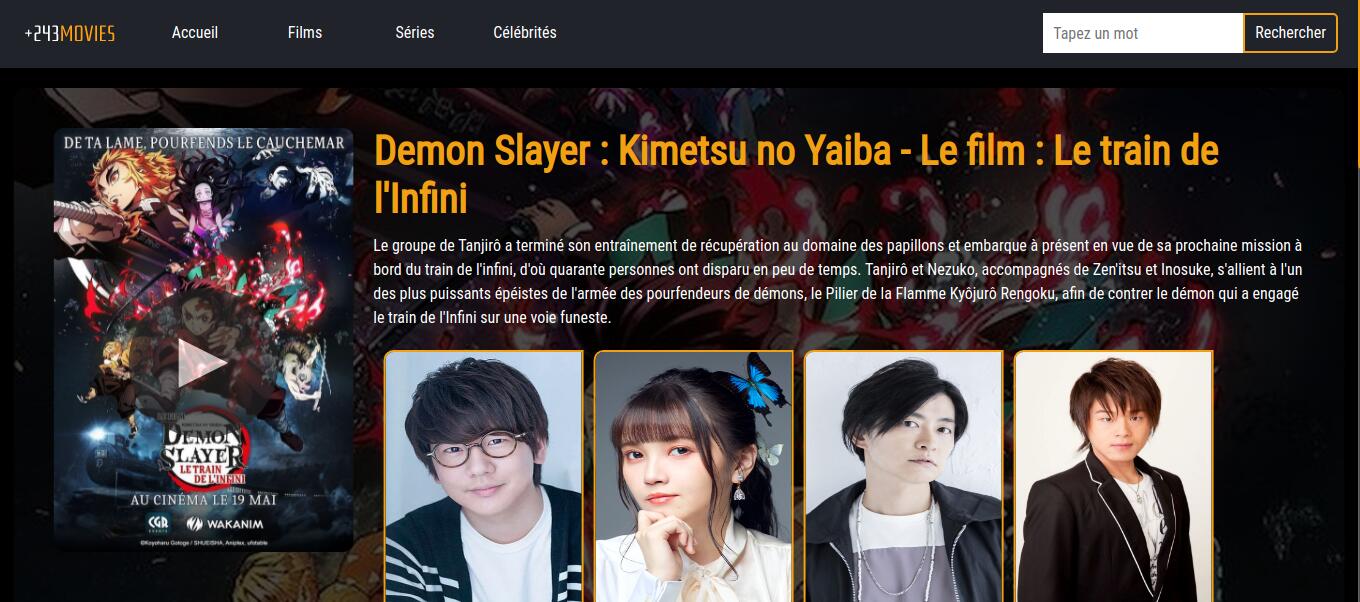 +243MOVIES
Accueil
Films
Séries
Célébrités
Tapez un mot
Rechercher
DE TA LAME, POURFENDS LE CAUCHEMAR
DEMON
SLAYER
LE TRAIN
DE L'INFINI
AU CINÉMA LE 19 MAI
CGR
WAKANIM
©Koyoharu Gotoge / SHUEISHA, Aniplex, ufotable
Demon Slayer : Kimetsu no Yaiba - Le film : Le train de
l'Infini
Le groupe de Tanjirô a terminé son entraînement de récupération au domaine des papillons et embarque à présent en vue de sa prochaine mission à
bord du train de l'infini, d'où quarante personnes ont disparu en peu de temps. Tanjirô et Nezuko, accompagnés de Zen'itsu et Inosuke, s'allient à l'un
des plus puissants épéistes de l'armée des pourfendeurs de démons, le Pilier de la Flamme Kyôjurô Rengoku, afin de contrer le démon qui a engagé
le train de l'Infini sur une voie funeste.